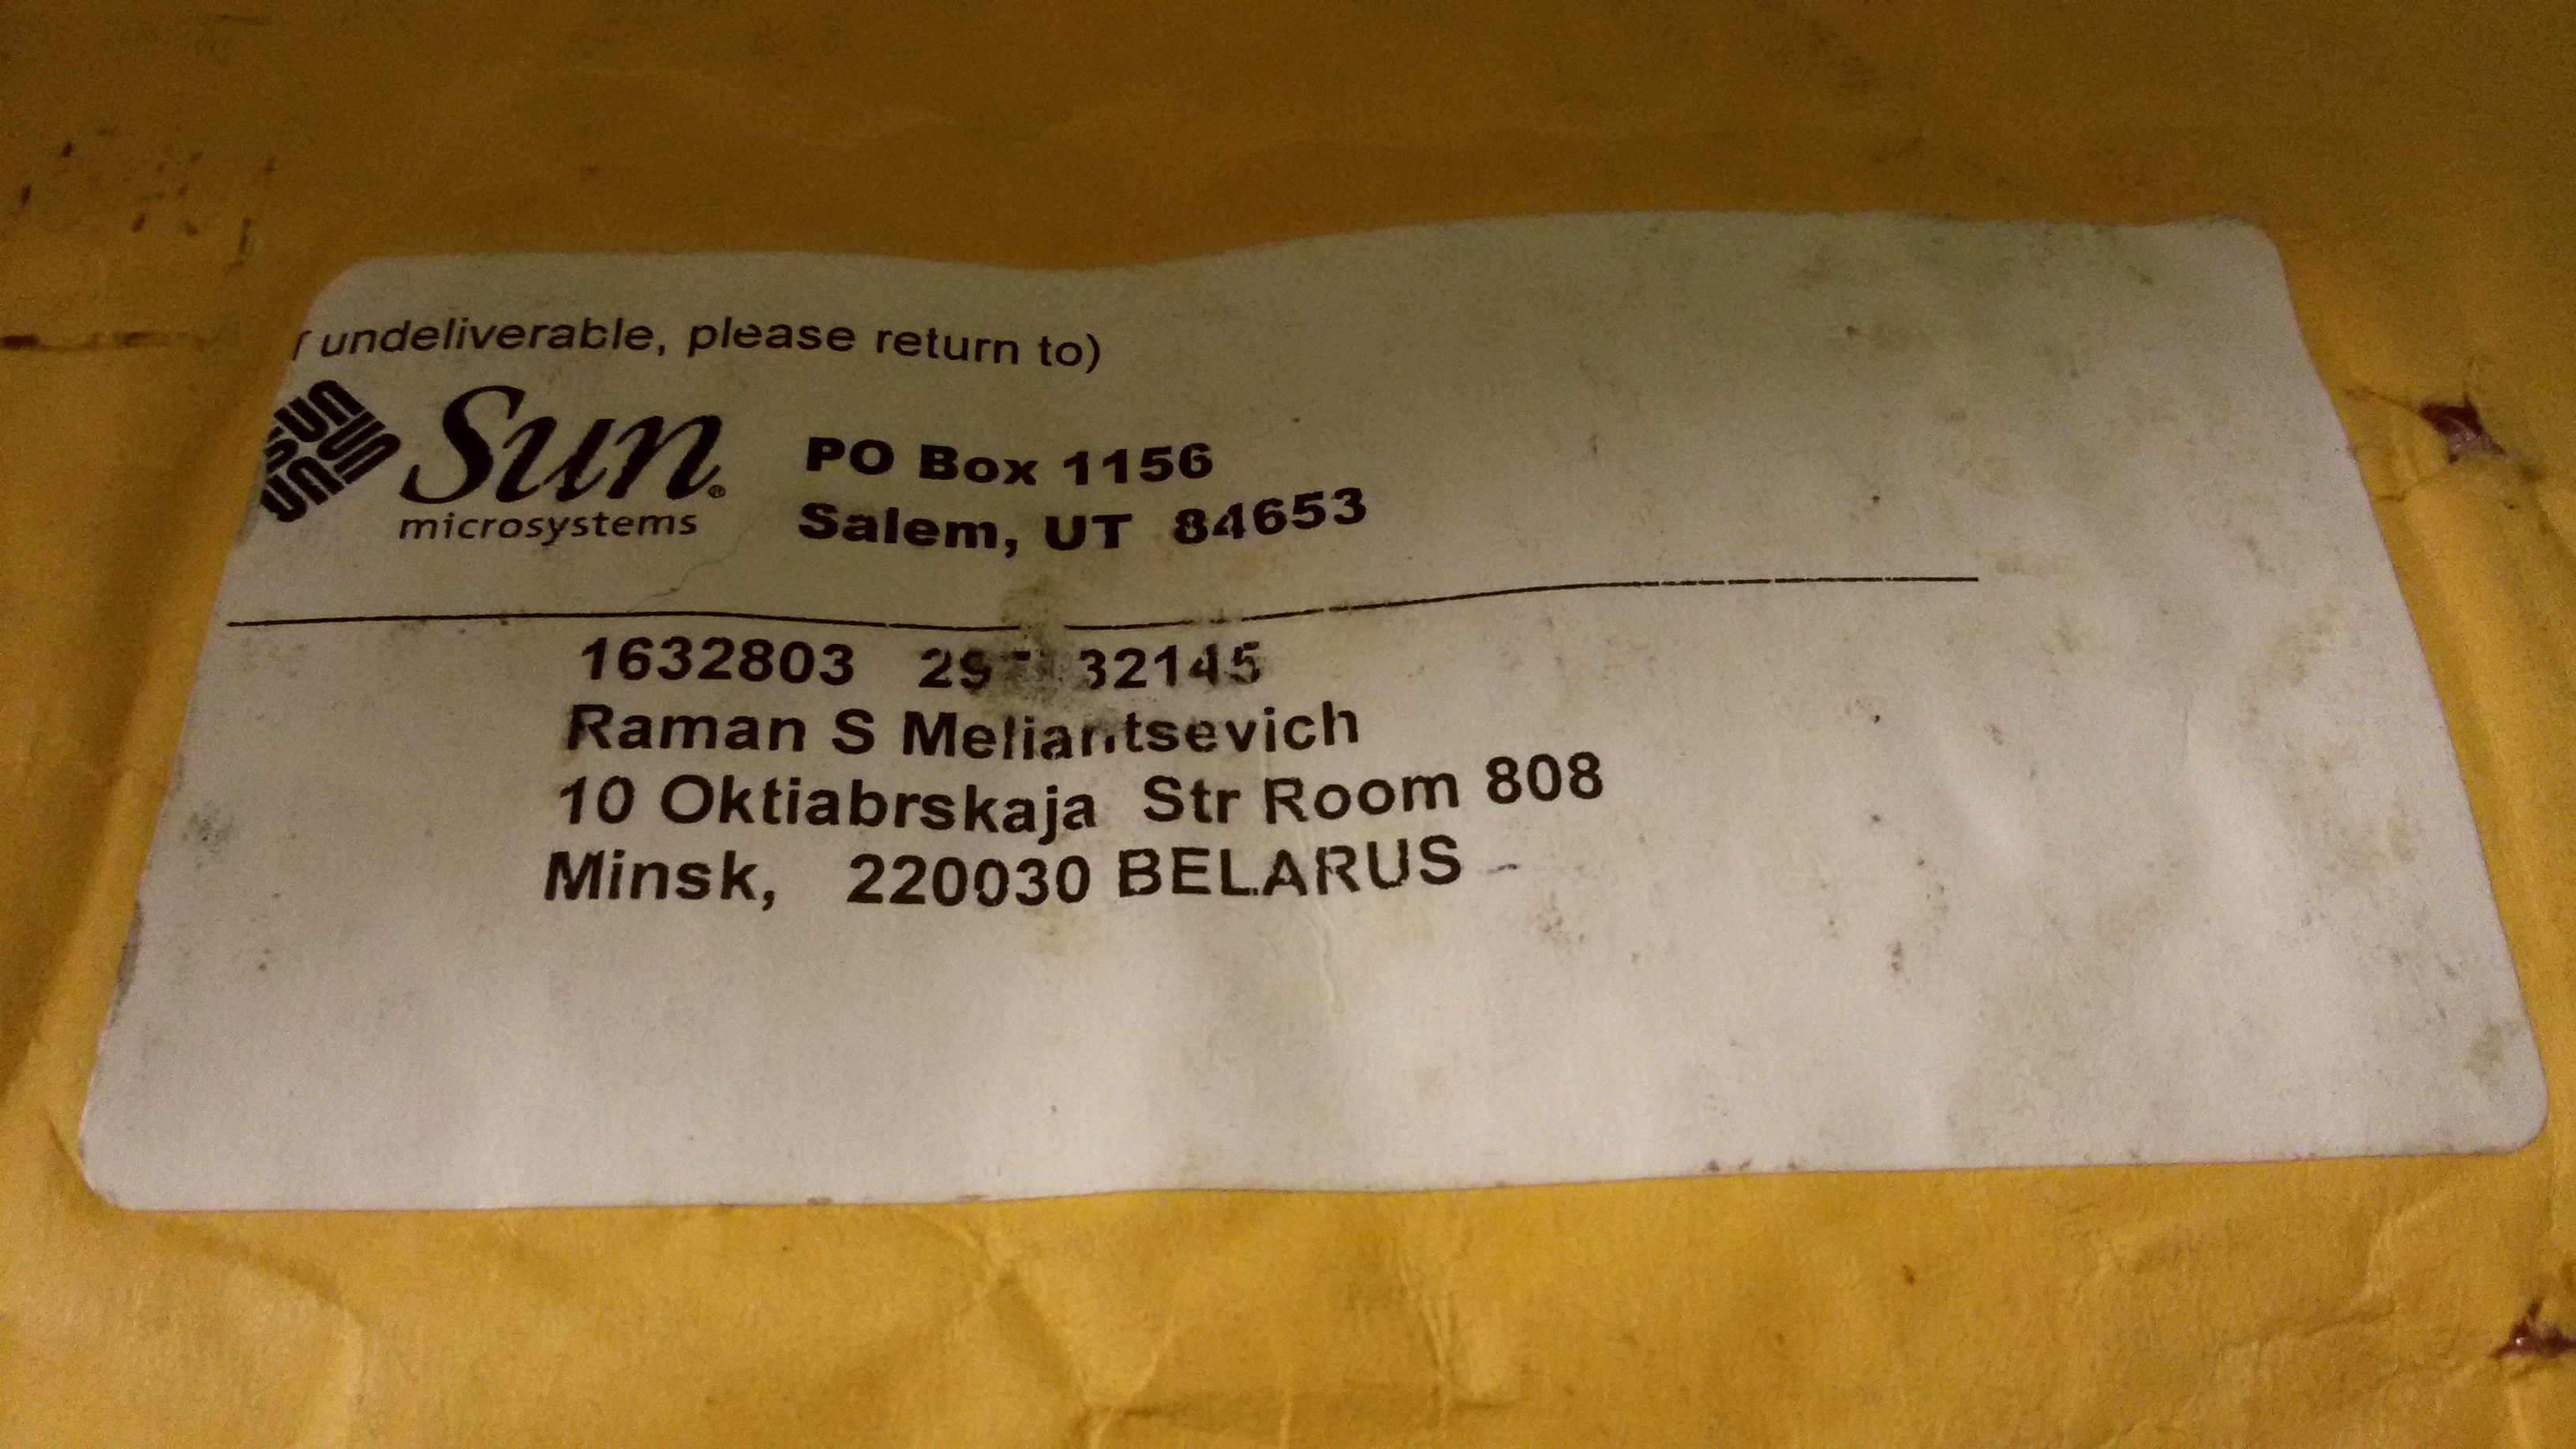 undeliverable, please return to)
Sun
microsystems
PO Box 1156
Salem, UT 84653
1632803
Raman S Meliantsevich
10 Oktiabrskaja Str Room 808
Minsk, 220030 BELARUS